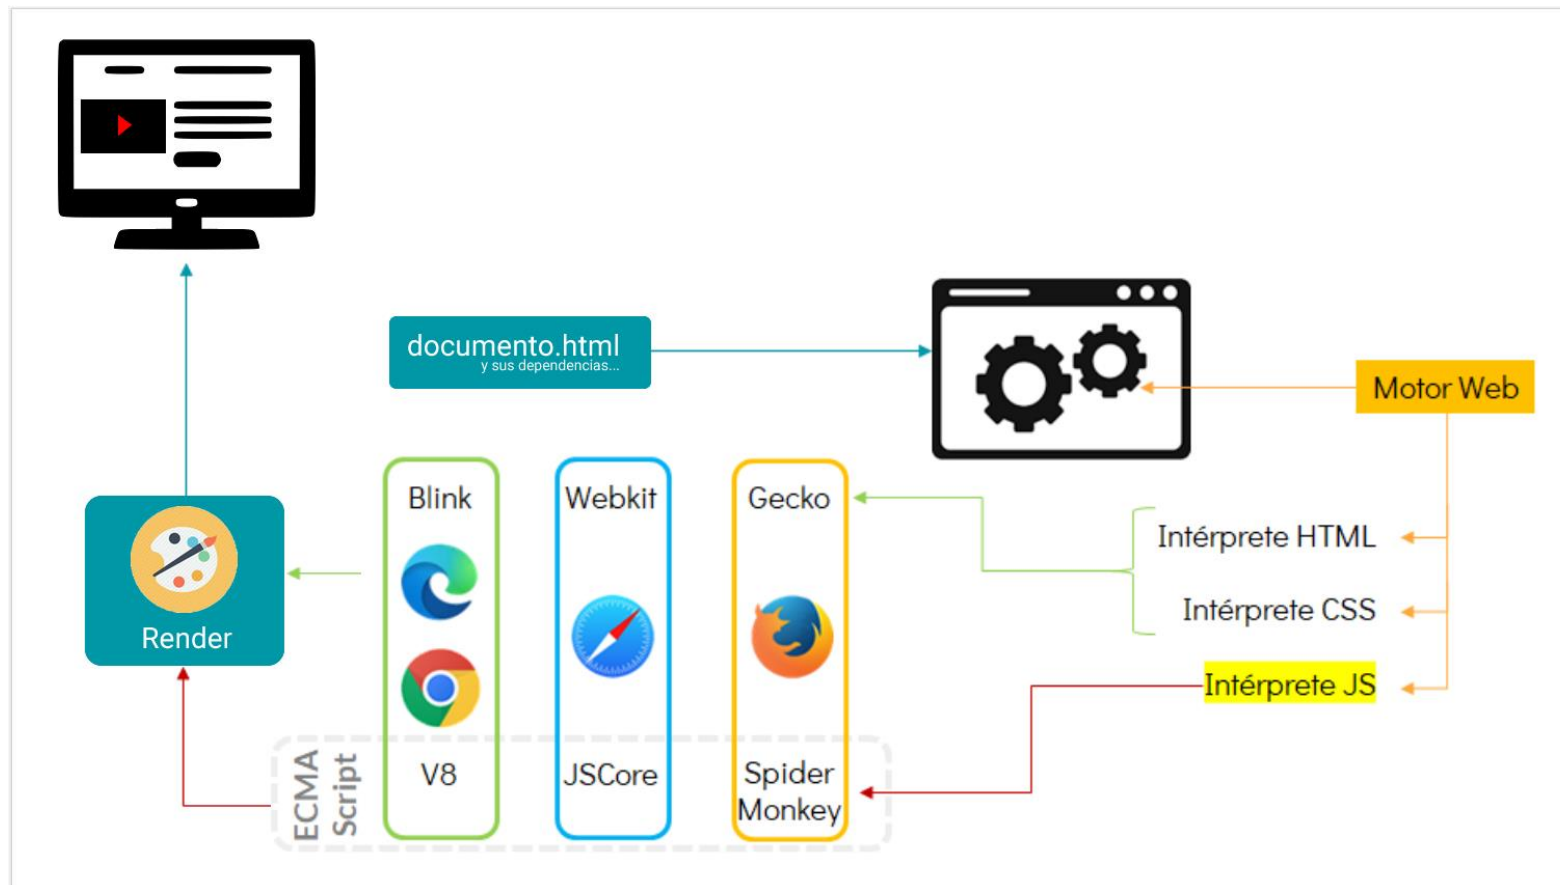 documento.html
y sus dependencias...
Motor Web
Blink
Webkit
Gecko
Intérprete HTML
Intérprete CSS
Render
Intérprete JS
ECMA
Script
V8
JSCore
Spider
Monkey